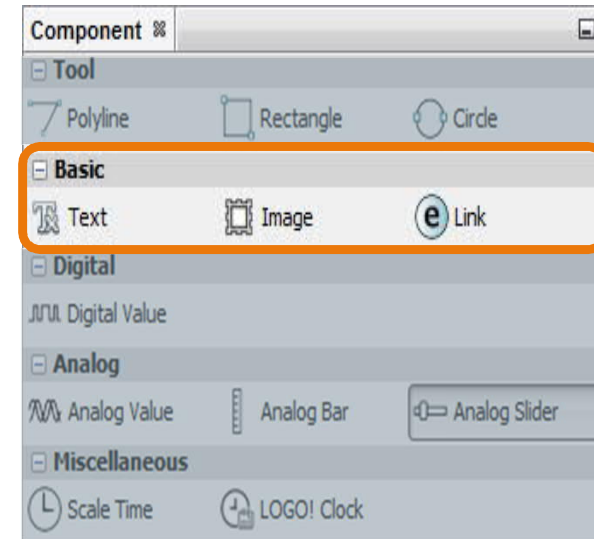 Component
Tool
Polyline Rectangle Circle
Basic
Text Image Link
Digital
Digital Value
Analog
Analog Value Analog Bar Analog Slider
Miscellaneous
Scale Time LOGO! Clock